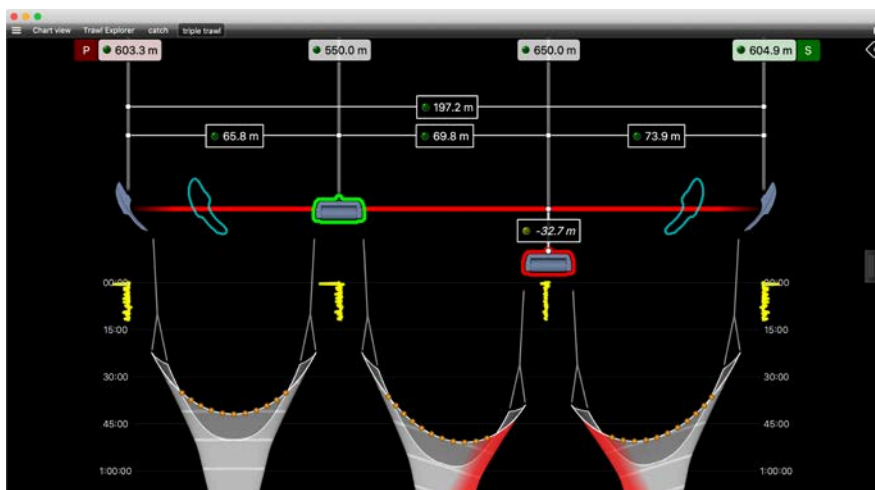 Chart view Trawl Explorer catch triple trawl
P 603.3 m 550.0 m 650.0 m 604.9 m S
197.2 m
65.8 m 69.8 m 73.9 m
-32.7 m
00:00 00:00
15:00 15:00
30:00 30:00
45:00 45:00
1:00:00 1:00:00